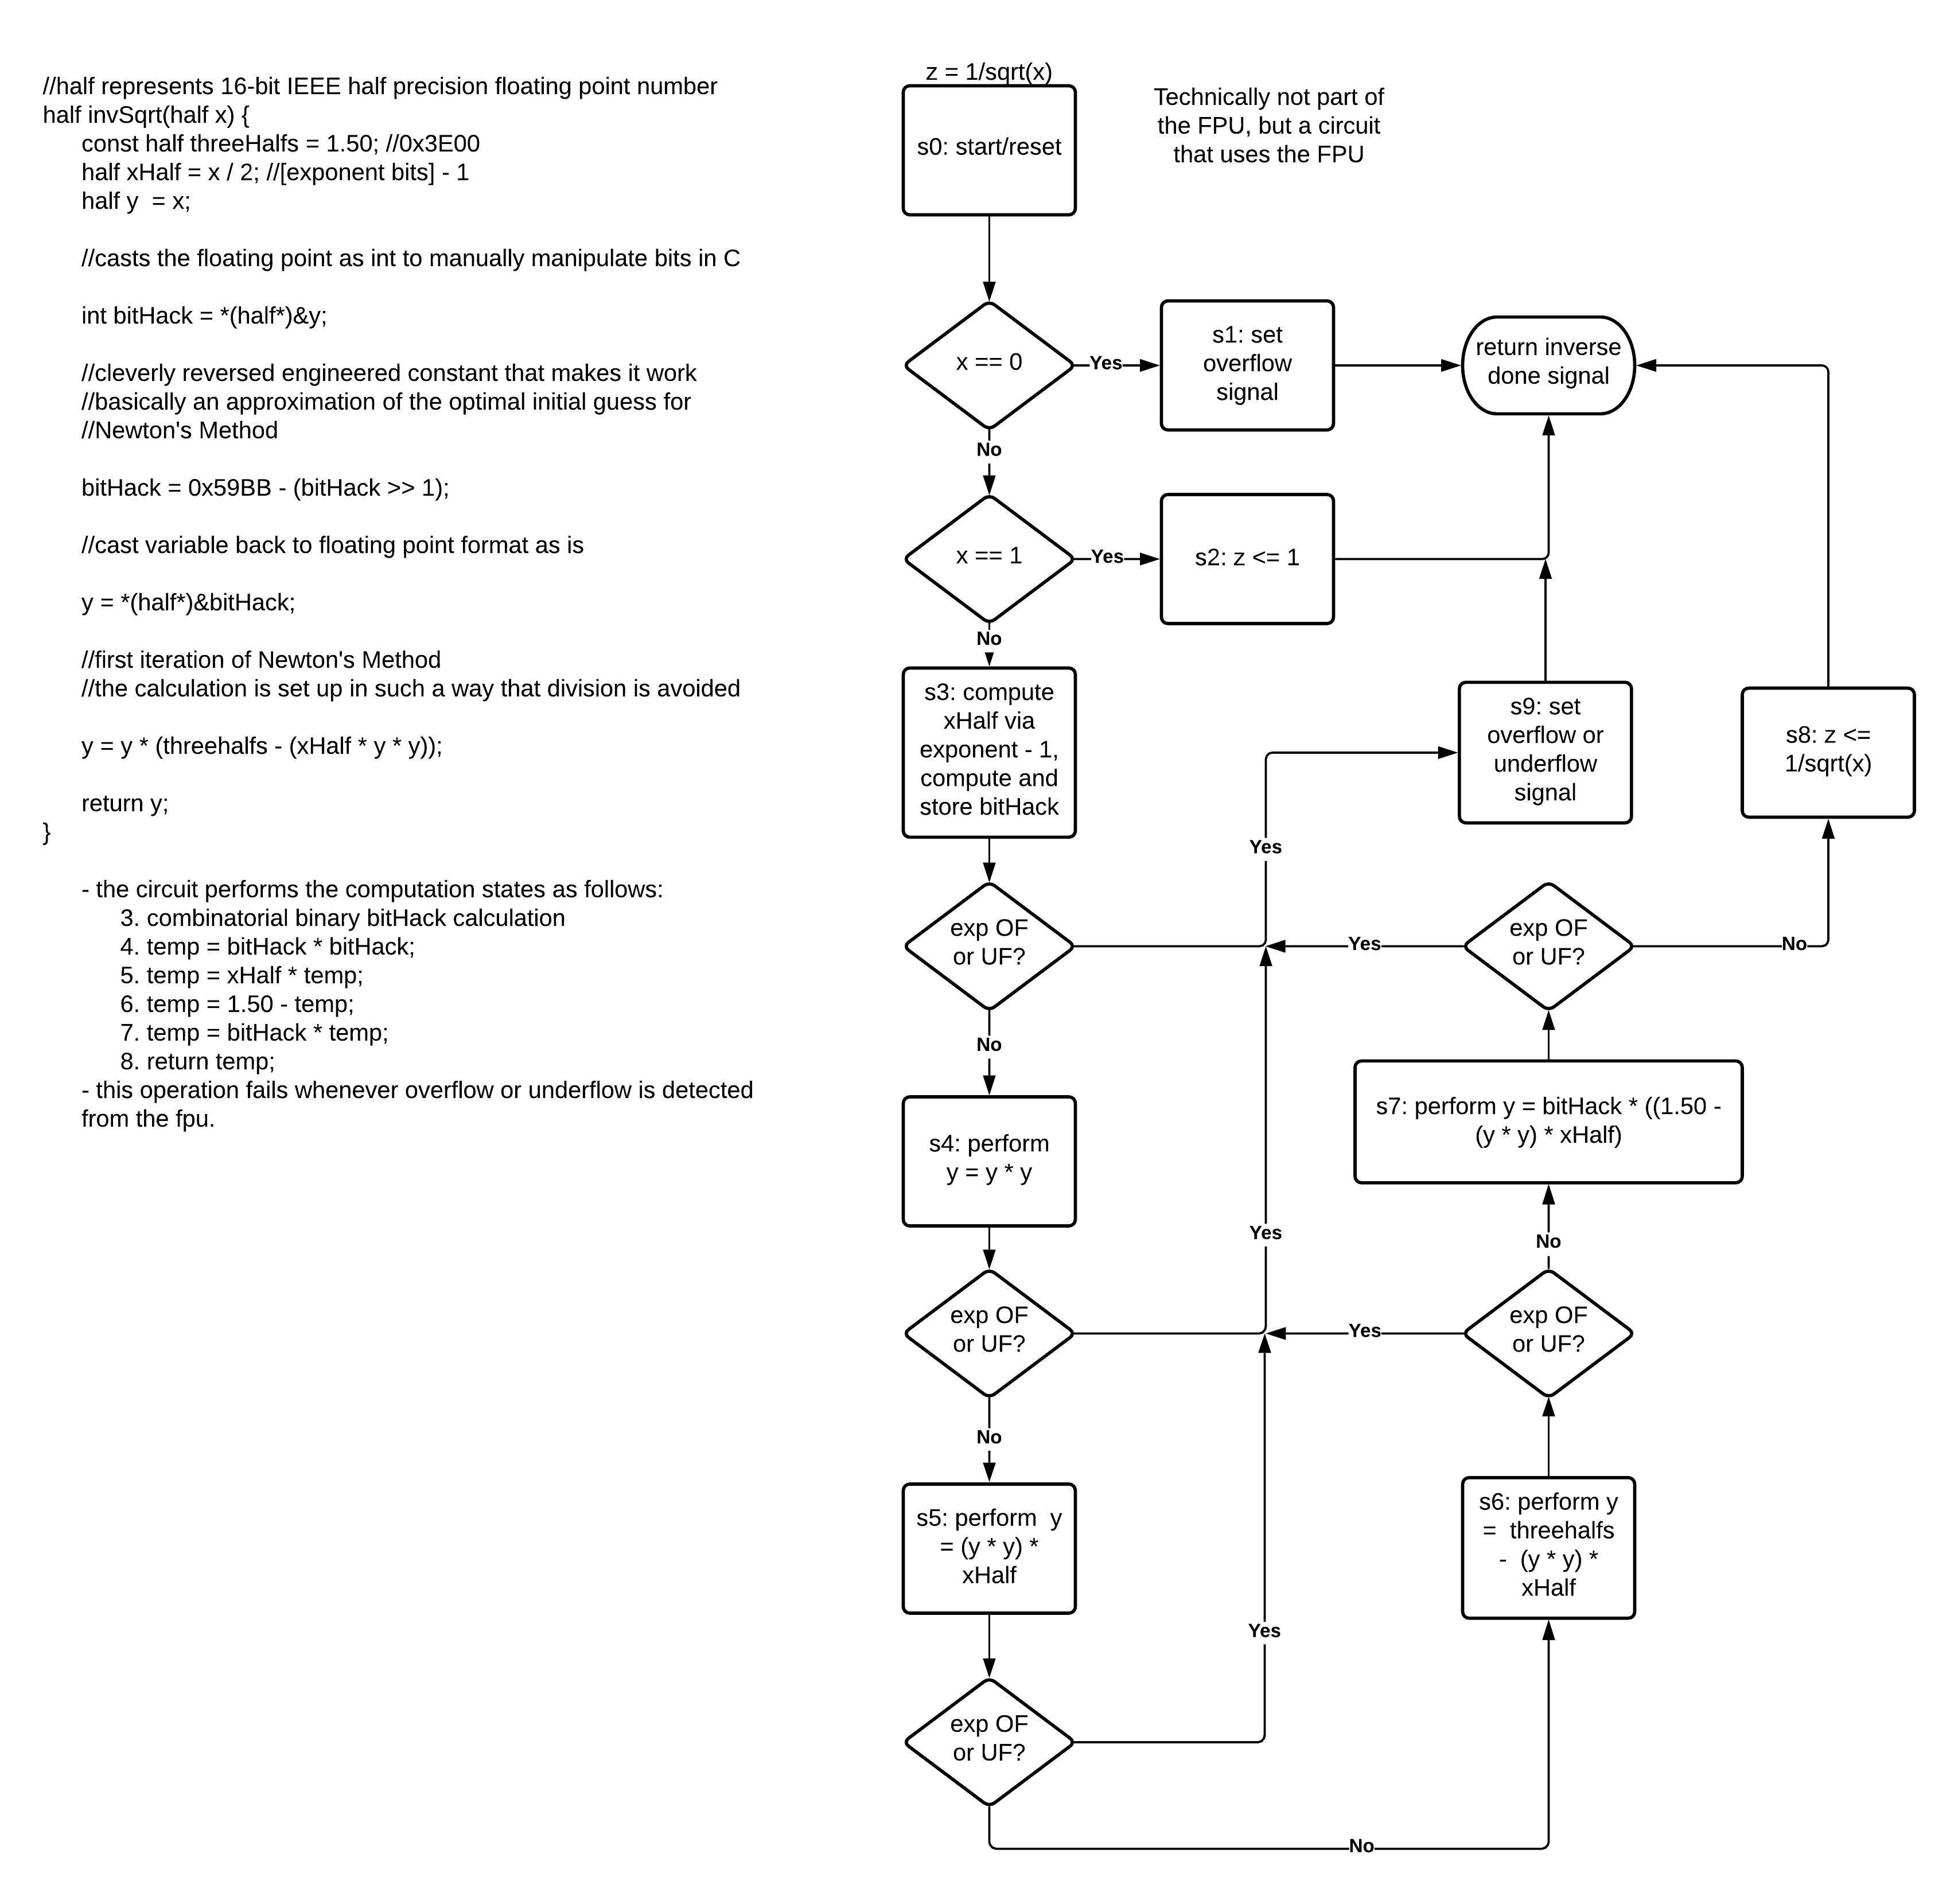 //half represents 16-bit IEEE half precision floating point number
half invSqrt(half x) {
const half threeHalfs = 1.50; //0x3E00
half xHalf = x / 2; //[exponent bits] - 1
half y  = x;
//casts the floating point as int to manually manipulate bits in C
int bitHack = *(half*)&y;
//cleverly reversed engineered constant that makes it work
//basically an approximation of the optimal initial guess for
//Newton's Method
bitHack = 0x59BB - (bitHack >> 1);
//cast variable back to floating point format as is
y = *(half*)&bitHack;
//first iteration of Newton's Method
//the calculation is set up in such a way that division is avoided
y = y * (threehalfs - (xHalf * y * y));
return y;
}
- the circuit performs the computation states as follows:
3. combinatorial binary bitHack calculation
4. temp = bitHack * bitHack;
5. temp = xHalf * temp;
6. temp = 1.50 - temp;
7. temp = bitHack * temp;
8. return temp;
- this operation fails whenever overflow or underflow is detected
from the fpu.
z = 1/sqrt(x)
s0: start/reset
Technically not part of
the FPU, but a circuit
that uses the FPU
x == 0
Yes
s1: set
overflow
signal
return inverse
done signal
No
x == 1
Yes
s2: z <= 1
No
s3: compute
xHalf via
exponent - 1,
compute and
store bitHack
s9: set
overflow or
underflow
signal
s8: z <=
1/sqrt(x)
Yes
exp OF
or UF?
Yes
exp OF
or UF?
No
No
s4: perform
y = y * y
s7: perform y = bitHack * ((1.50 -
(y * y) * xHalf)
Yes
No
exp OF
or UF?
Yes
exp OF
or UF?
No
s5: perform  y
= (y * y) *
xHalf
s6: perform y
=  threehalfs
-  (y * y) *
xHalf
Yes
exp OF
or UF?
No